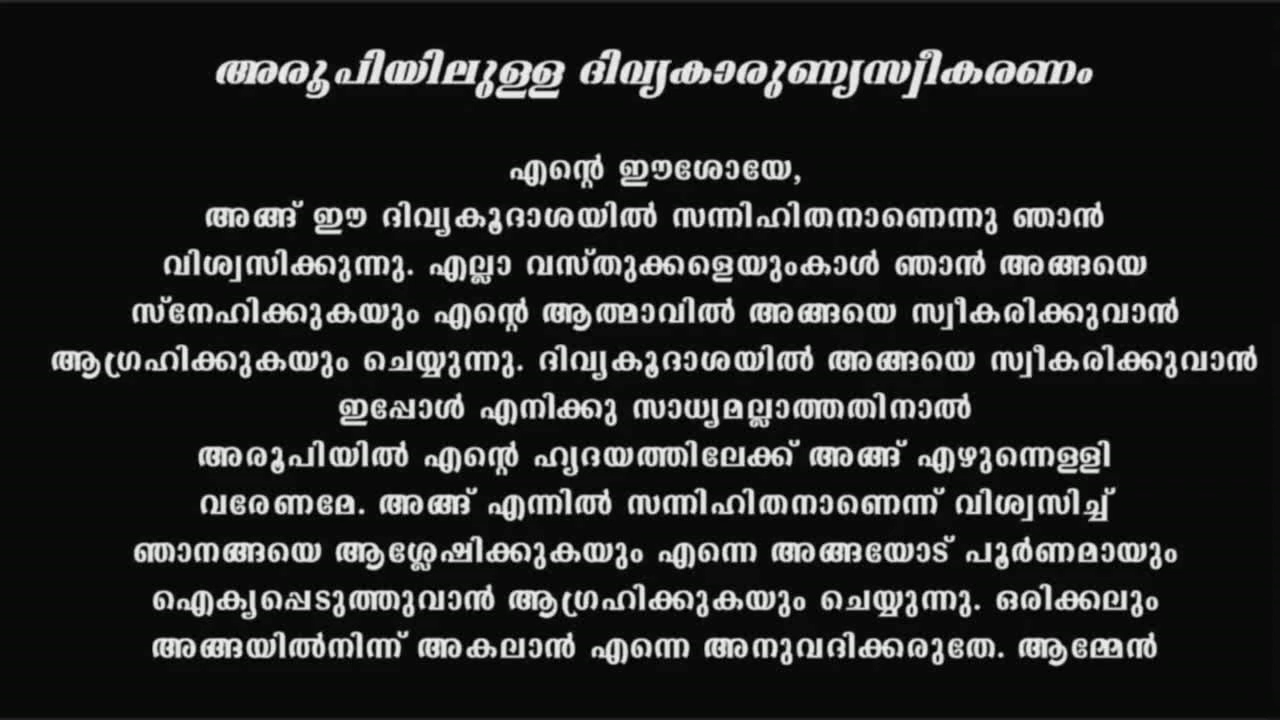 അരൂപിയിലുള്ള ദിവ്യകാരുണ്യസ്വീകരണം
എന്റെ ഈശോയേ,
അങ്ങ് ഈ ദിവ്യകൂദാശയിൽ സന്നിഹിതനാണെന്നു ഞാൻ
വിശ്വസിക്കുന്നു. എല്ലാ വസ്തുക്കളെയുംകാൾ ഞാൻ അങ്ങയെ
സ്നേഹിക്കുകയും എന്റെ ആത്മാവിൽ അങ്ങയെ സ്വീകരിക്കുവാൻ
ആഗ്രഹിക്കുകയും ചെയ്യുന്നു. ദിവ്യകൂദാശയിൽ അങ്ങയെ സ്വീകരിക്കുവാൻ
ഇപ്പോൾ എനിക്കു സാധ്യമല്ലാത്തതിനാൽ
അരൂപിയിൽ എന്റെ ഹൃദയത്തിലേക്ക് അങ്ങ് എഴുന്നെള്ളി
വരേണമേ. അങ്ങ് എന്നിൽ സന്നിഹിതനാണെന്ന് വിശ്വസിച്ച്
ഞാനങ്ങയെ ആശ്ലേഷിക്കുകയും എന്നെ അങ്ങയോട് പൂർണമായും
ഐക്യപ്പെടുത്തുവാൻ ആഗ്രഹിക്കുകയും ചെയ്യുന്നു. ഒരിക്കലും
അങ്ങയിൽനിന്ന് അകലാൻ എന്നെ അനുവദിക്കരുതേ. ആമ്മേൻ